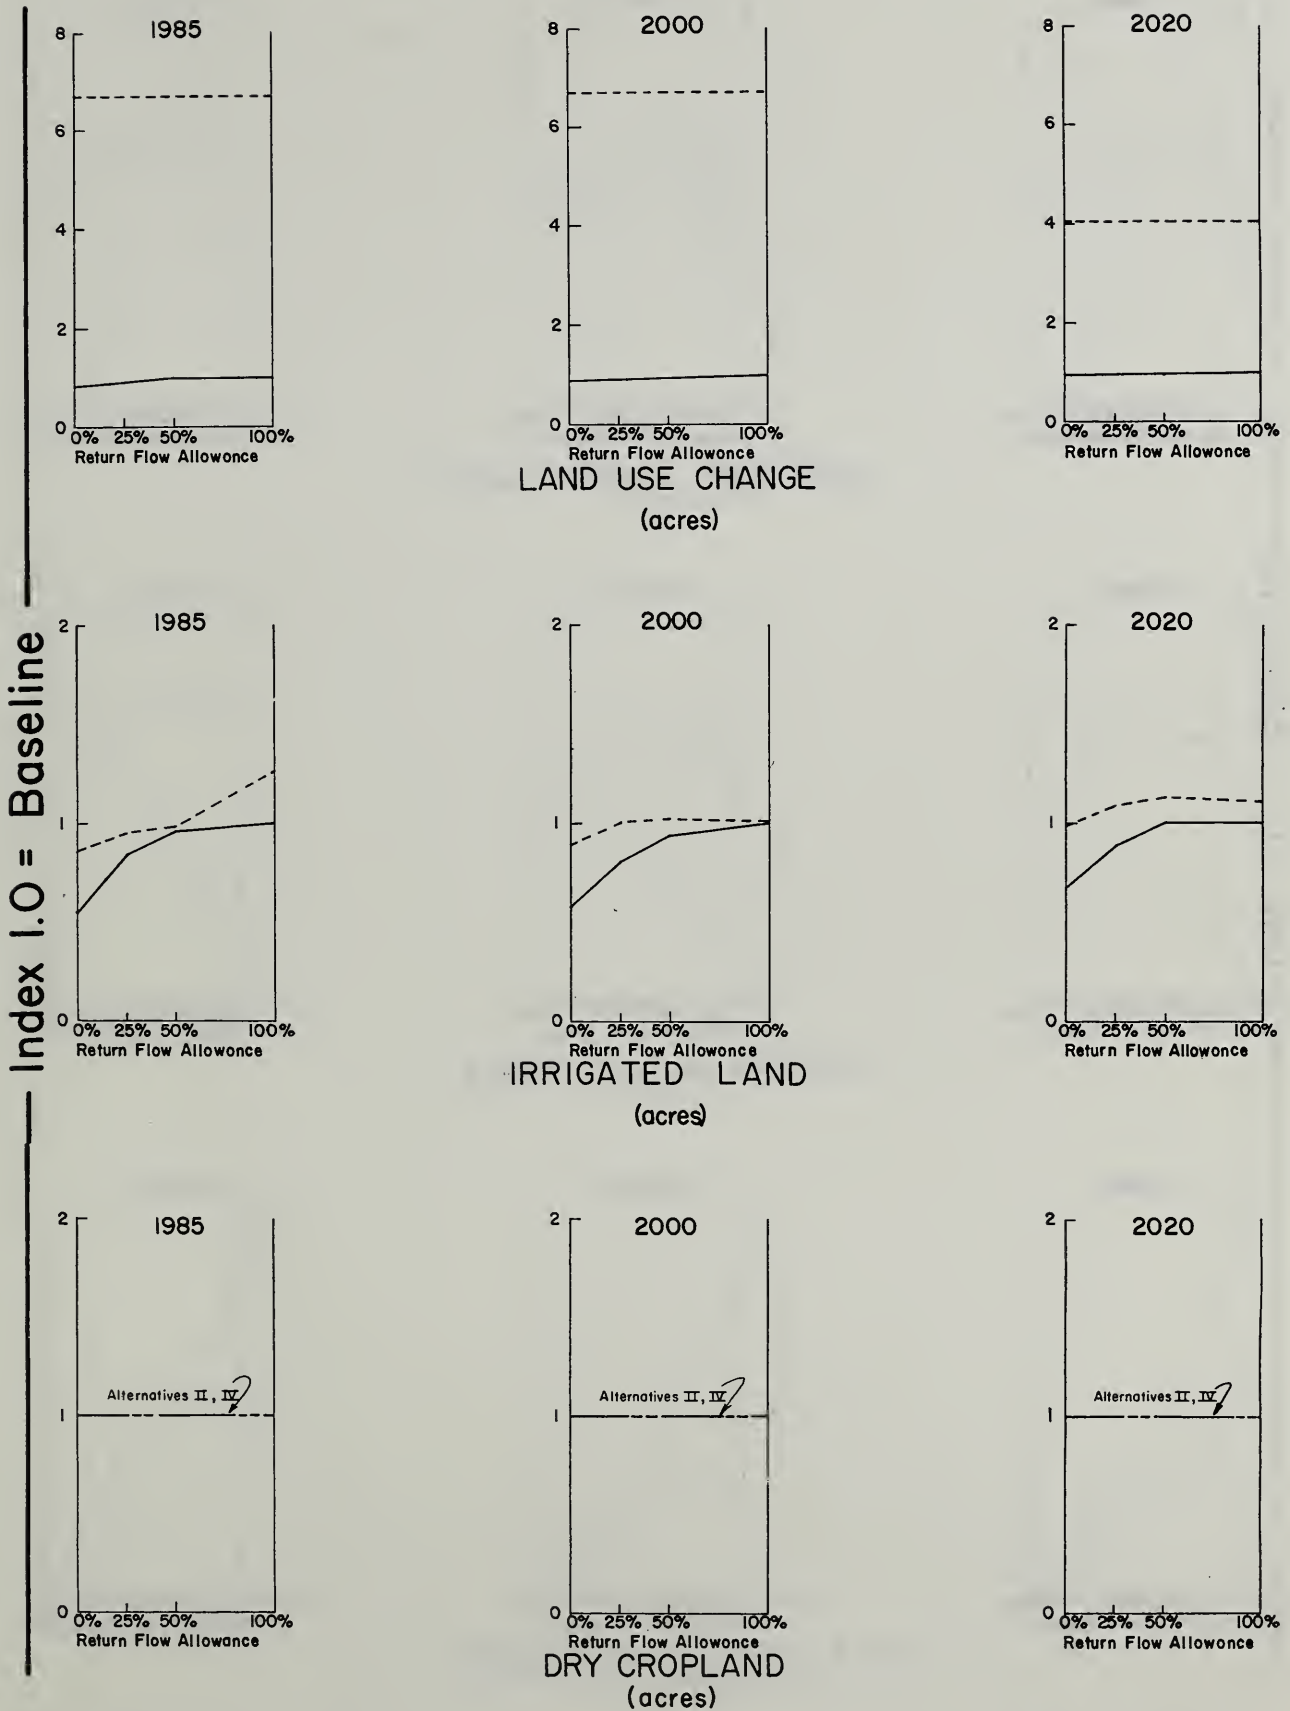 Index 1.0 = Baseline
1985
8
6
4
2
0
0% 25% 50% 100%
Return Flow Allowonce
2000
8
6
4
2
0
0% 25% 50% 100%
Return Flow Allowonce
2020
8
6
4
2
0
0% 25% 50% 100%
Return Flow Allowonce
LAND USE CHANGE
(acres)
1985
2
1
0
0% 25% 50% 100%
Return Flow Allowonce
2000
2
1
0
0% 25% 50% 100%
Return Flow Allowonce
2020
2
1
0
0% 25% 50% 100%
Return Flow Allowonce
IRRIGATED LAND
(acres)
1985
2
Alternatives II, IV
1
0
0% 25% 50% 100%
Return Flow Allowance
2000
2
Alternatives II, IV
1
0
0% 25% 50% 100%
Return Flow Allowonce
2020
2
Alternatives II, IV
1
0
0% 25% 50% 100%
Return Flow Allowonce
DRY CROPLAND
(acres)